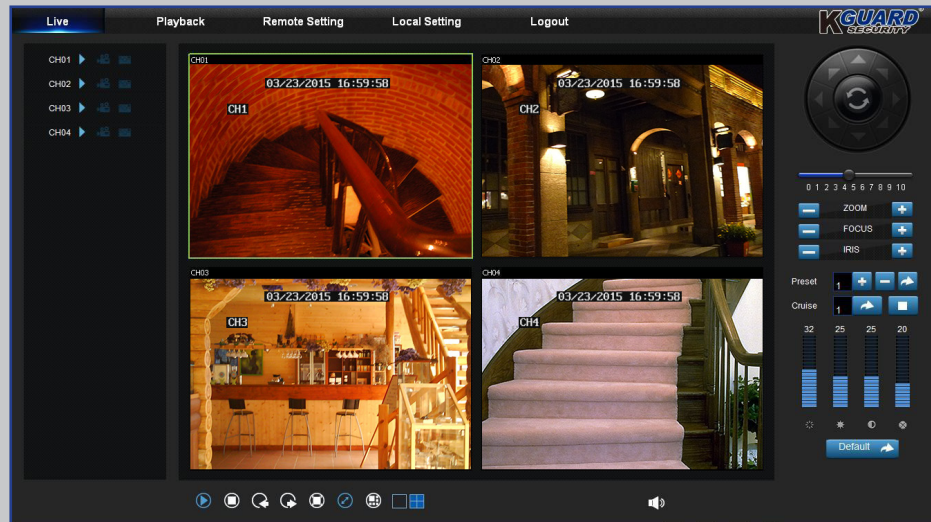 Live Playback Remote Setting Local Setting Logout
KGUARD®
SECURITY
CH01
CH02
CH03
CH04
CH01
03/23/2015 16:59:58
CH1
CH02
03/23/2015 16:59:58
CH2
CH03
03/23/2015 16:59:58
CH3
CH04
03/23/2015 16:59:58
CH4
0 1 2 3 4 5 6 7 8 9 10
ZOOM
FOCUS
IRIS
Preset 1
Cruise 1
32 25 25 20
Default